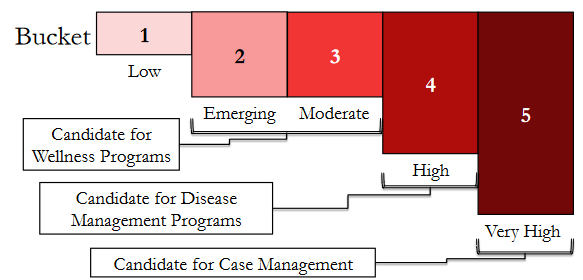 Bucket
1
2
3
4
5
Low
Emerging
Moderate
High
Very High
Candidate for
Wellness Programs
Candidate for Disease
Management Programs
Candidate for Case Management